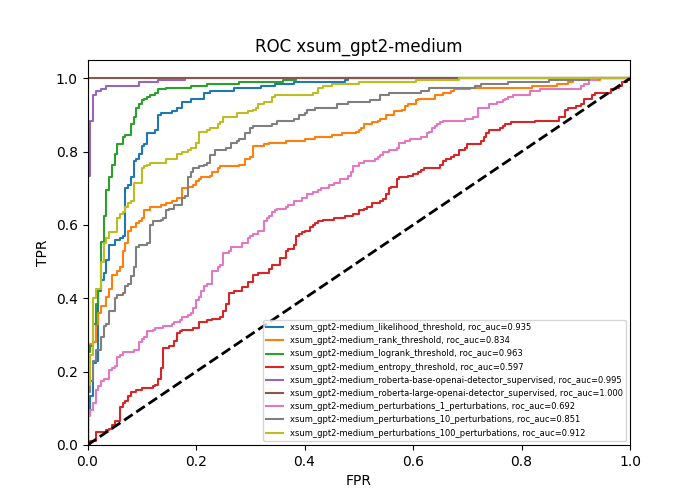 ROC xsum_gpt2-medium
1.0
0.8
0.6
0.4
0.2
0.0
TPR
xsum_gpt2-medium_likelihood_threshold, roc_auc=0.935
xsum_gpt2-medium_rank_threshold, roc_auc=0.834
xsum_gpt2-medium_logrank_threshold, roc_auc=0.963
xsum_gpt2-medium_entropy_threshold, roc_auc=0.597
xsum_gpt2-medium_roberta-base-openai-detector_supervised, roc_auc=0.995
xsum_gpt2-medium_roberta-large-openai-detector_supervised, roc_auc=1.000
xsum_gpt2-medium_perturbations_1_perturbations, roc_auc=0.692
xsum_gpt2-medium_perturbations_10_perturbations, roc_auc=0.851
xsum_gpt2-medium_perturbations_100_perturbations, roc_auc=0.912
0.0 0.2 0.4 0.6 0.8 1.0
FPR